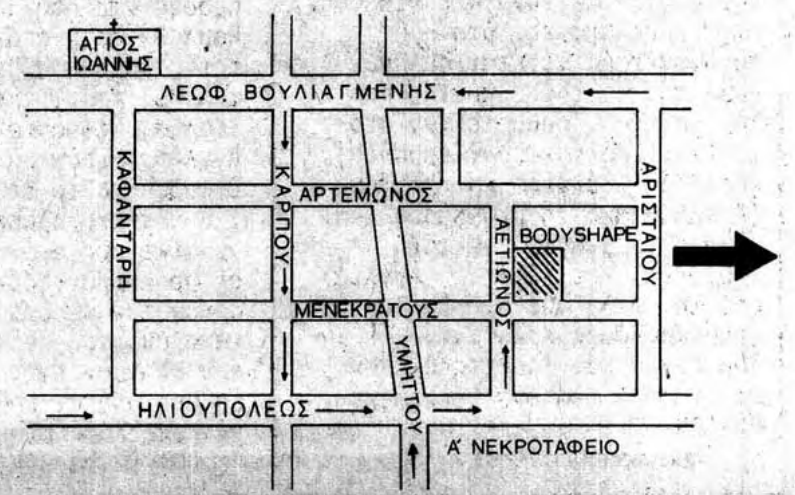 ΑΓΙΟΣ
ΙΩΑΝΝΗΣ
ΛΕΩΦ. ΒΟΥΛΙΑΓΜΕΝΗΣ
ΚΑΦΑΝΤΑΡΗ
ΚΑΡΠΟΥ
ΑΡΤΕΜΩΝΟΣ
ΑΕΤΙΩΝΟΣ
BODYSHAPE
ΑΡΙΣΤΑΙΟΥ
ΜΕΝΕΚΡΑΤΟΥΣ
ΥΜΗΤΤΟΥ
ΗΛΙΟΥΠΟΛΕΩΣ
Α' ΝΕΚΡΟΤΑΦΕΙΟ